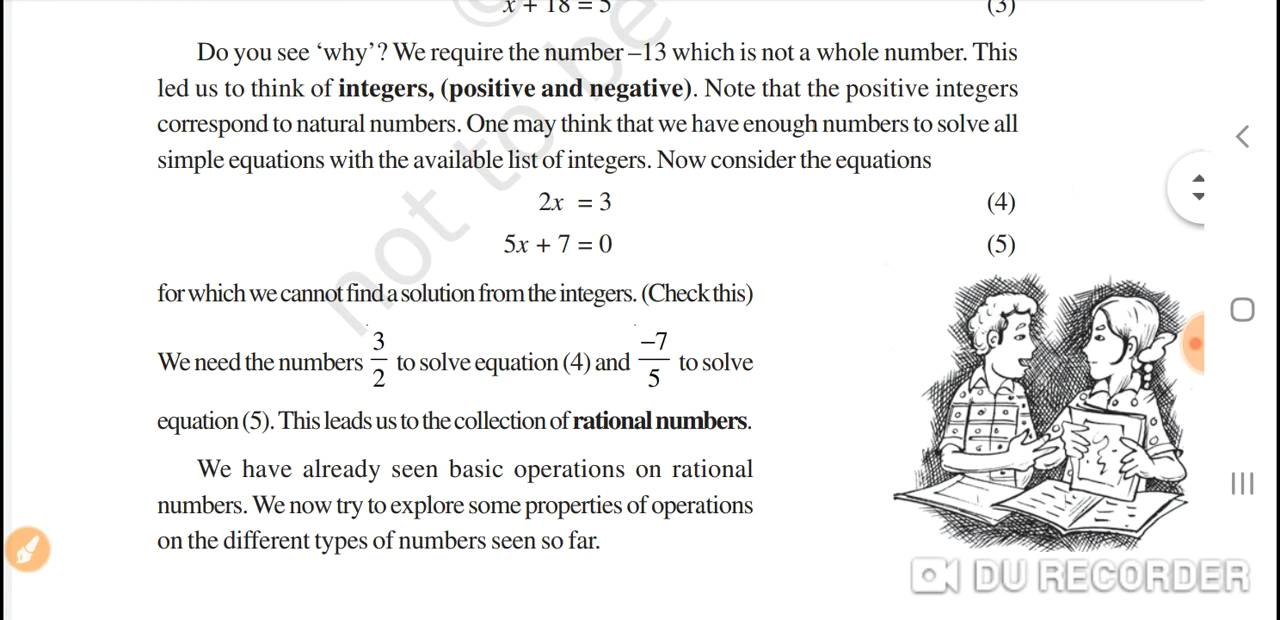 x + 18 = 5 (3)
Do you see ‘why’? We require the number –13 which is not a whole number. This
led us to think of integers, (positive and negative). Note that the positive integers
correspond to natural numbers. One may think that we have enough numbers to solve all
simple equations with the available list of integers. Now consider the equations
2x = 3 (4)
5x + 7 = 0 (5)
for which we cannot find a solution from the integers. (Check this)
We need the numbers 3/2 to solve equation (4) and –7/5 to solve
equation (5). This leads us to the collection of rational numbers.
We have already seen basic operations on rational
numbers. We now try to explore some properties of operations
on the different types of numbers seen so far.
not to be
©
DU RECORDER